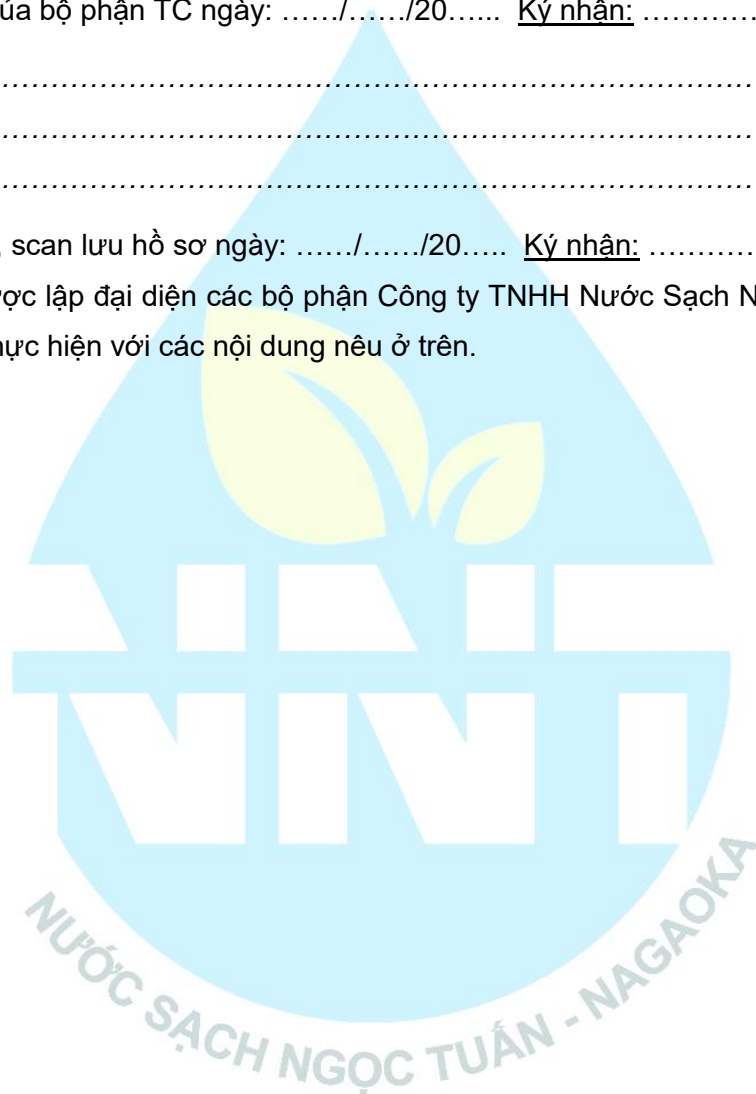 của bộ phận TC ngày: ……/……/20…... Ký nhận: …………
……………………………………………………………………
……………………………………………………………………
……………………………………………………………………
scan lưu hồ sơ ngày: ……/……/20….. Ký nhận: …………
lập đại diện các bộ phận Công ty TNHH Nước Sạch N
hực hiện với các nội dung nêu ở trên.
NNT
NƯỚC SẠCH NGỌC TUẤN - NAGAOKA